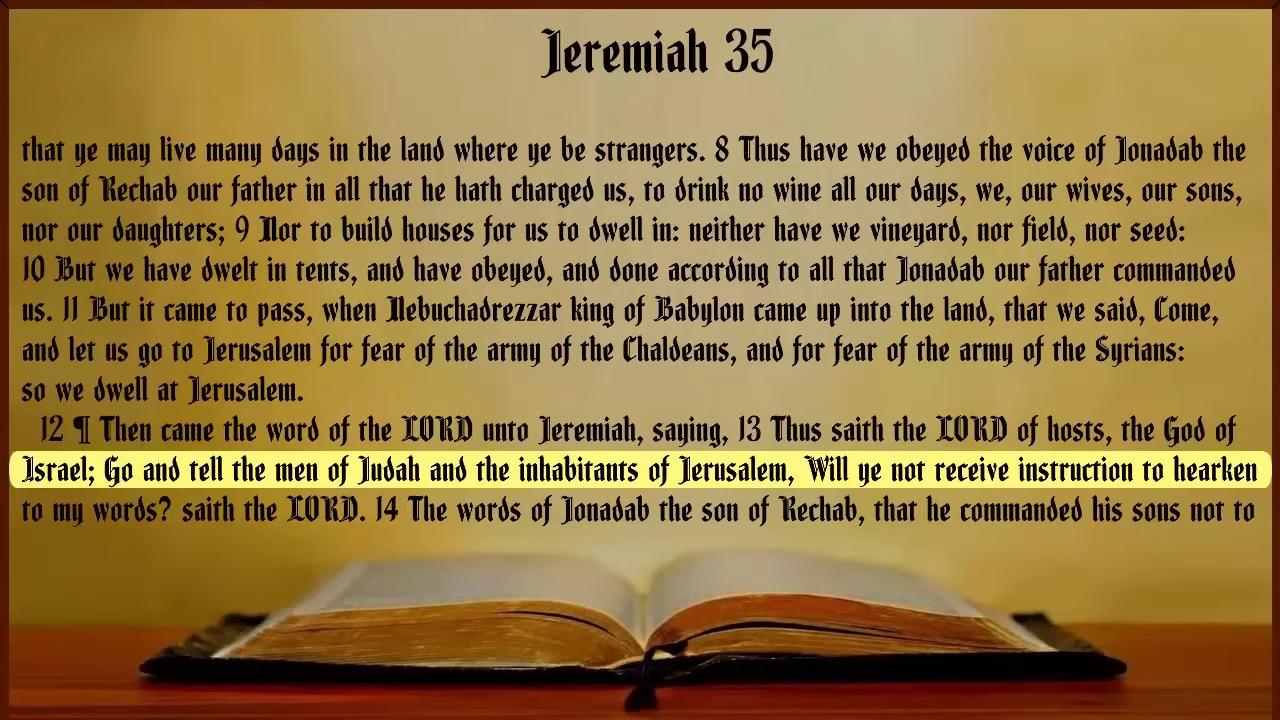 Jeremiah 35
that ye may live many days in the land where ye be strangers. 8 Thus have we obeyed the voice of Jonadab the
son of Rechab our father in all that he hath charged us, to drink no wine all our days, we, our wives, our sons,
nor our daughters; 9 Nor to build houses for us to dwell in: neither have we vineyard, nor field, nor seed:
10 But we have dwelt in tents, and have obeyed, and done according to all that Jonadab our father commanded
us. 11 But it came to pass, when Nebuchadrezzar king of Babylon came up into the land, that we said, Come,
and let us go to Jerusalem for fear of the army of the Chaldeans, and for fear of the army of the Syrians:
so we dwell at Jerusalem.
12 ¶ Then came the word of the LORD unto Jeremiah, saying, 13 Thus saith the LORD of hosts, the God of
Israel; Go and tell the men of Judah and the inhabitants of Jerusalem, Will ye not receive instruction to hearken
to my words? saith the LORD. 14 The words of Jonadab the son of Rechab, that he commanded his sons not to